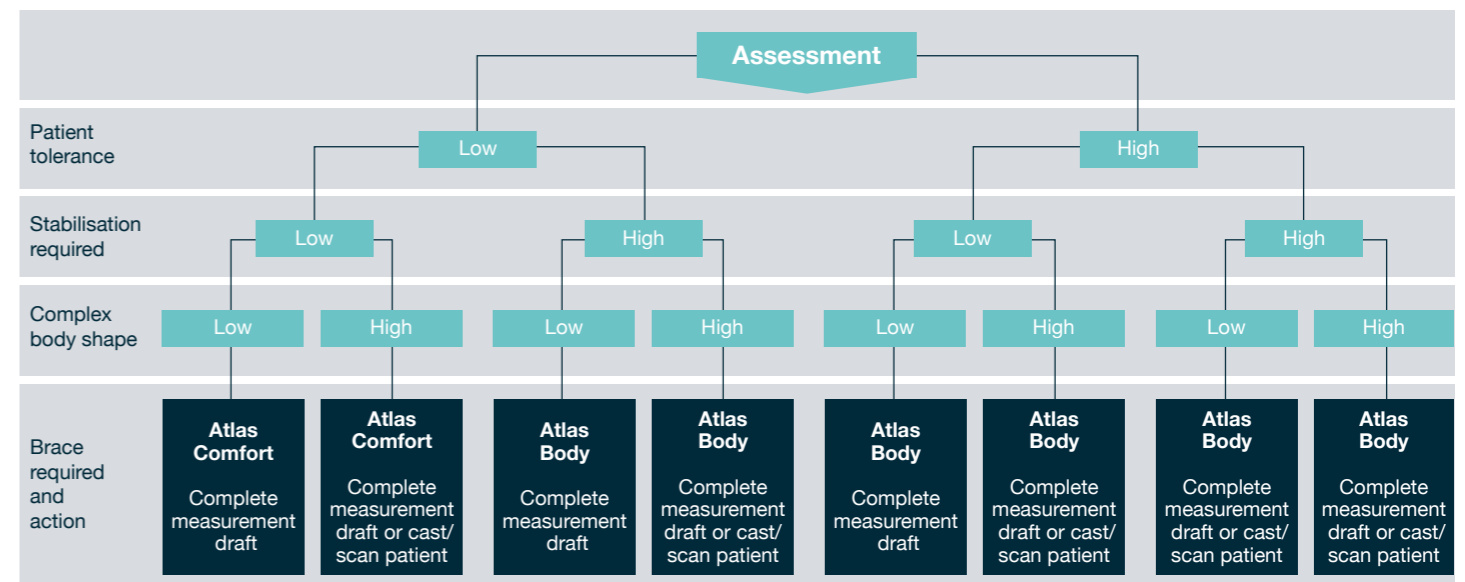 Assessment
Patient
tolerance
Low
High
Stabilisation
required
Low
High
Low
High
Complex
body shape
Low
High
Low
High
Low
High
Low
High
Brace
required
and
action
Atlas
Comfort
Complete
measurement
draft
Atlas
Comfort
Complete
measurement
draft or cast/
scan patient
Atlas
Body
Complete
measurement
draft
Atlas
Body
Complete
measurement
draft or cast/
scan patient
Atlas
Body
Complete
measurement
draft
Atlas
Body
Complete
measurement
draft or cast/
scan patient
Atlas
Body
Complete
measurement
draft or cast/
scan patient
Atlas
Body
Complete
measurement
draft or cast/
scan patient